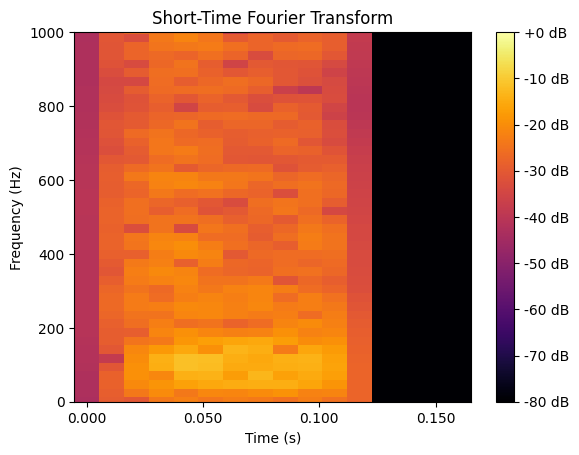 Short-Time Fourier Transform
1000
800
600
400
200
0
Frequency (Hz)
0.000
0.050
0.100
0.150
Time (s)
+0 dB
-10 dB
-20 dB
-30 dB
-40 dB
-50 dB
-60 dB
-70 dB
-80 dB